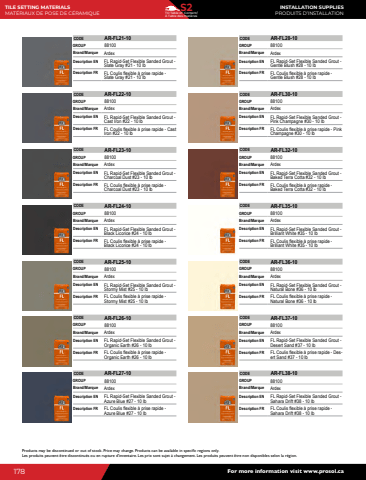 TILE SETTING MATERIALS
MATÉRIAUX DE POSE DE CÉRAMIQUE
S2
INSTALLATION SUPPLIES
PRODUITS D'INSTALLATION
CODE AR-FL21-10
GROUP 88100
Brand/Marque Ardex
Description EN FL Rapid-Set Flexible Sanded Grout -
Slate Gray #21 - 10 lb
Description FR FL Coulis flexible à prise rapide -
Slate Gray #21 - 10 lb
CODE AR-FL22-10
GROUP 88100
Brand/Marque Ardex
Description EN FL Rapid-Set Flexible Sanded Grout -
Cast Iron #22 - 10 lb
Description FR FL Coulis flexible à prise rapide - Cast
Iron #22 - 10 lb
CODE AR-FL23-10
GROUP 88100
Brand/Marque Ardex
Description EN FL Rapid-Set Flexible Sanded Grout -
Charcoal Dust #23 - 10 lb
Description FR FL Coulis flexible à prise rapide -
Charcoal Dust #23 - 10 lb
CODE AR-FL24-10
GROUP 88100
Brand/Marque Ardex
Description EN FL Rapid-Set Flexible Sanded Grout -
Black Licorice #24 - 10 lb
Description FR FL Coulis flexible à prise rapide -
Black Licorice #24 - 10 lb
CODE AR-FL25-10
GROUP 88100
Brand/Marque Ardex
Description EN FL Rapid-Set Flexible Sanded Grout -
Stormy Mist #25 - 10 lb
Description FR FL Coulis flexible à prise rapide -
Stormy Mist #25 - 10 lb
CODE AR-FL26-10
GROUP 88100
Brand/Marque Ardex
Description EN FL Rapid-Set Flexible Sanded Grout -
Organic Earth #26 - 10 lb
Description FR FL Coulis flexible à prise rapide -
Organic Earth #26 - 10 lb
CODE AR-FL27-10
GROUP 88100
Brand/Marque Ardex
Description EN FL Rapid-Set Flexible Sanded Grout -
Azure Blue #27 - 10 lb
Description FR FL Coulis flexible à prise rapide -
Azure Blue #27 - 10 lb
CODE AR-FL28-10
GROUP 88100
Brand/Marque Ardex
Description EN FL Rapid-Set Flexible Sanded Grout -
Gentle Blush #28 - 10 lb
Description FR FL Coulis flexible à prise rapide -
Gentle Blush #28 - 10 lb
CODE AR-FL30-10
GROUP 88100
Brand/Marque Ardex
Description EN FL Rapid-Set Flexible Sanded Grout -
Pink Champagne #30 - 10 lb
Description FR FL Coulis flexible à prise rapide - Pink
Champagne #30 - 10 lb
CODE AR-FL32-10
GROUP 88100
Brand/Marque Ardex
Description EN FL Rapid-Set Flexible Sanded Grout -
Baked Terra Cotta #32 - 10 lb
Description FR FL Coulis flexible à prise rapide -
Baked Terra Cotta #32 - 10 lb
CODE AR-FL35-10
GROUP 88100
Brand/Marque Ardex
Description EN FL Rapid-Set Flexible Sanded Grout -
Brilliant White #35 - 10 lb
Description FR FL Coulis flexible à prise rapide -
Brilliant White #35 - 10 lb
CODE AR-FL36-10
GROUP 88100
Brand/Marque Ardex
Description EN FL Rapid-Set Flexible Sanded Grout -
Natural Bone #36 - 10 lb
Description FR FL Coulis flexible à prise rapide -
Natural Bone #36 - 10 lb
CODE AR-FL37-10
GROUP 88100
Brand/Marque Ardex
Description EN FL Rapid-Set Flexible Sanded Grout -
Desert Sand #37 - 10 lb
Description FR FL Coulis flexible à prise rapide - Des-
ert Sand #37 - 10 lb
CODE AR-FL38-10
GROUP 88100
Brand/Marque Ardex
Description EN FL Rapid-Set Flexible Sanded Grout -
Sahara Drift #38 - 10 lb
Description FR FL Coulis flexible à prise rapide -
Sahara Drift #38 - 10 lb
Products may be discontinued or out of stock. Price may change. Products can be available in specific regions only.
Les produits peuvent être discontinués ou en rupture d'inventaire. Les prix sont sujets à changement. Les produits peuvent être non disponibles selon la région.
178
For more information visit www.prosol.ca